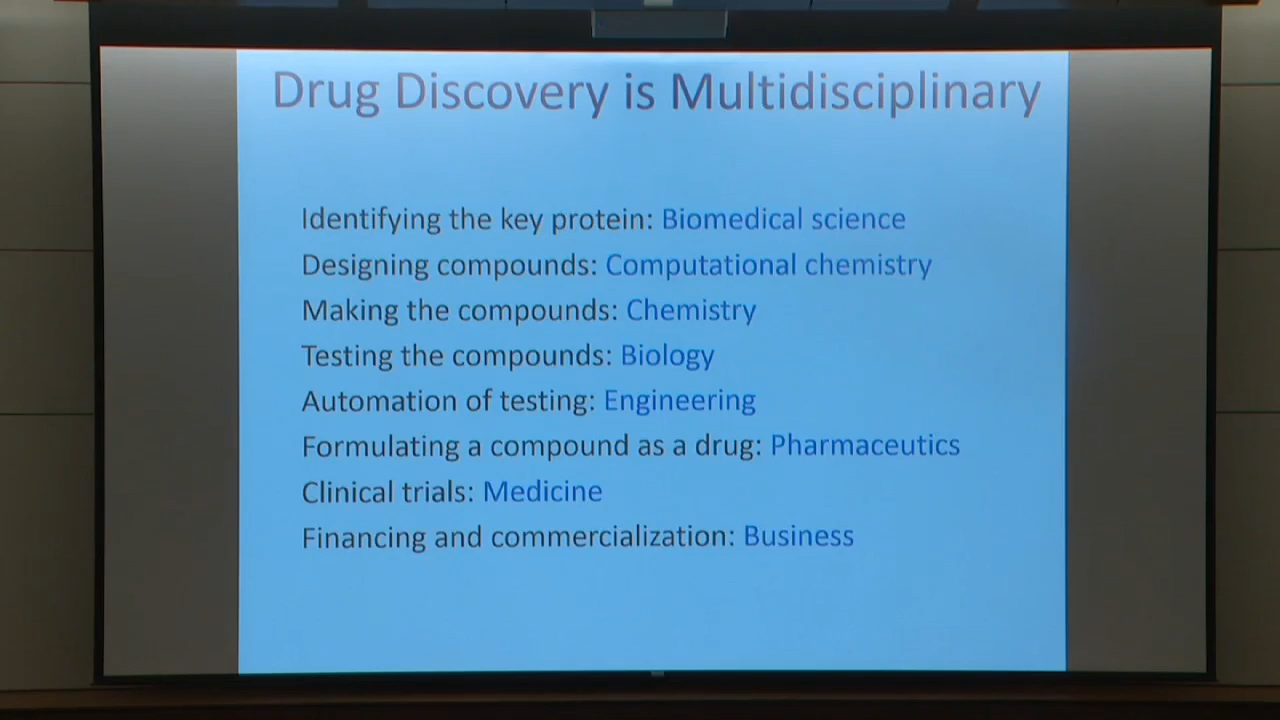 Drug Discovery is Multidisciplinary
Identifying the key protein: Biomedical science
Designing compounds: Computational chemistry
Making the compounds: Chemistry
Testing the compounds: Biology
Automation of testing: Engineering
Formulating a compound as a drug: Pharmaceutics
Clinical trials: Medicine
Financing and commercialization: Business